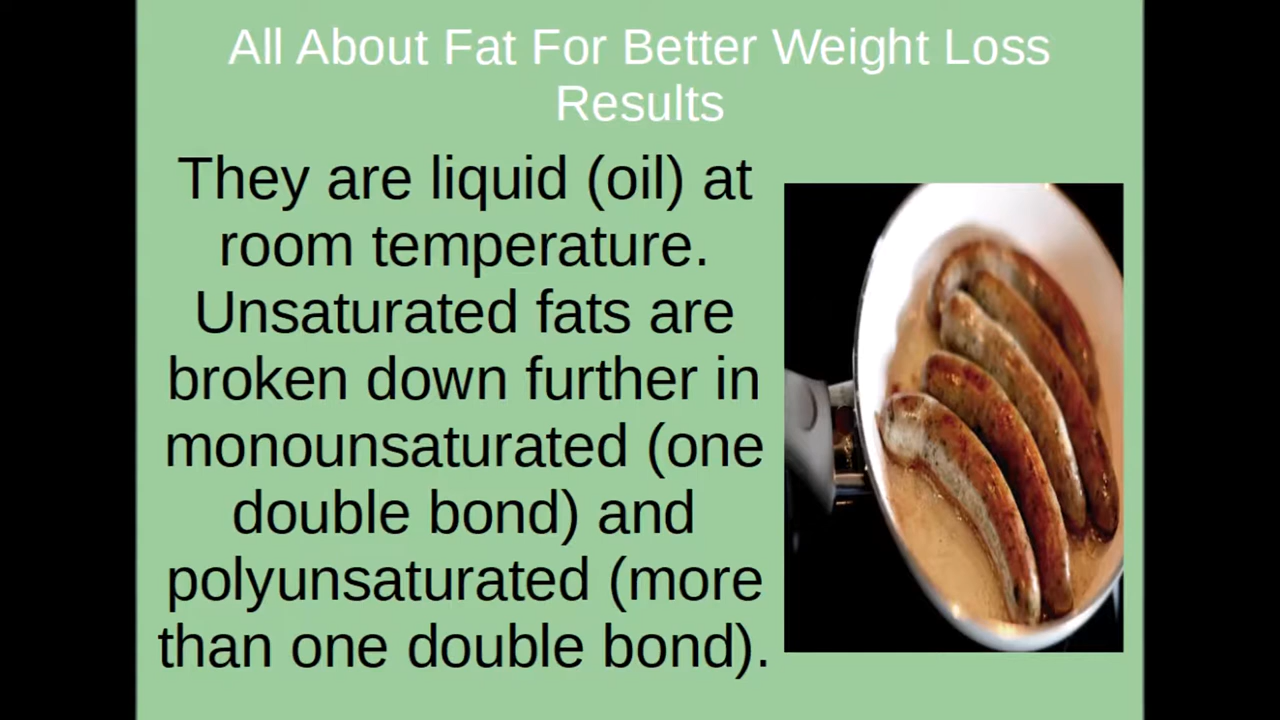 All About Fat For Better Weight Loss
Results
They are liquid (oil) at
room temperature.
Unsaturated fats are
broken down further in
monounsaturated (one
double bond) and
polyunsaturated (more
than one double bond).